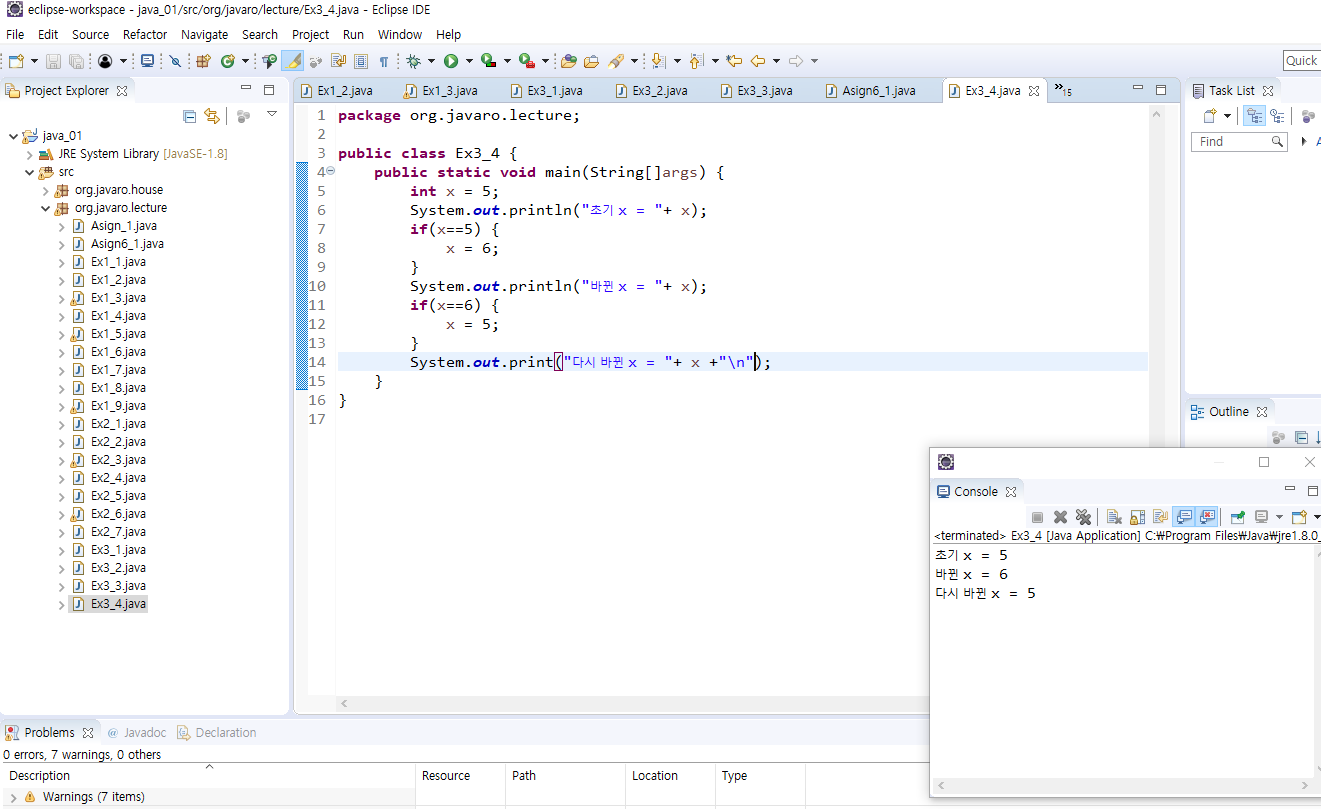 eclipse-workspace - java_01/src/org/javaro/lecture/Ex3_4.java - Eclipse IDE
File Edit Source Refactor Navigate Search Project Run Window Help
Quick
Project Explorer
java_01
JRE System Library [JavaSE-1.8]
src
org.javaro.house
org.javaro.lecture
Asign_1.java
Asign6_1.java
Ex1_1.java
Ex1_2.java
Ex1_3.java
Ex1_4.java
Ex1_5.java
Ex1_6.java
Ex1_7.java
Ex1_8.java
Ex1_9.java
Ex2_1.java
Ex2_2.java
Ex2_3.java
Ex2_4.java
Ex2_5.java
Ex2_6.java
Ex2_7.java
Ex3_1.java
Ex3_2.java
Ex3_3.java
Ex3_4.java
Ex1_2.java Ex1_3.java Ex3_1.java Ex3_2.java Ex3_3.java Asign6_1.java Ex3_4.java »15
1 package org.javaro.lecture;
2
3 public class Ex3_4 {
4 public static void main(String[]args) {
5 int x = 5;
6 System.out.println("초기 x = "+ x);
7 if(x==5) {
8 x = 6;
9 }
10 System.out.println("바뀐 x = "+ x);
11 if(x==6) {
12 x = 5;
13 }
14 System.out.print("다시 바뀐 x = "+ x +"\n");
15 }
16 }
17
Task List
Find
Outline
Console
<terminated> Ex3_4 [Java Application] C:₩Program Files₩Java₩jre1.8.0_
초기 x = 5
바뀐 x = 6
다시 바뀐 x = 5
Problems @ Javadoc Declaration
0 errors, 7 warnings, 0 others
Description Resource Path Location Type
Warnings (7 items)